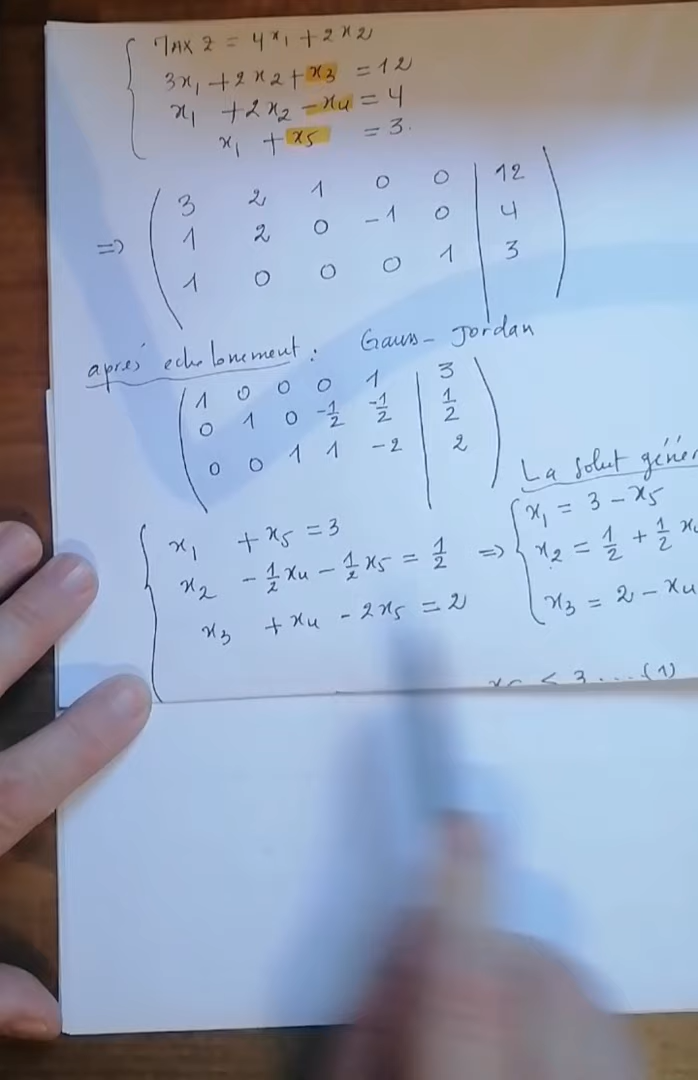 MAX Z = 4x₁ + 2x₂
3x₁ + 2x₂ + x₃ = 12
x₁ + 2x₂ - x₄ = 4
x₁ + x₅ = 3.
3 2 1 0 0 | 12
=> 1 2 0 -1 0 | 4
1 0 0 0 1 | 3
après echelonement : Gauss - Jordan
1 0 0 0 1 | 3
0 1 0 -1/2 -1/2 | 1/2
0 0 1 1 -2 | 2
La solut génér
x₁ + x₅ = 3
x₂ - 1/2 x₄ - 1/2 x₅ = 1/2
x₃ + x₄ - 2x₅ = 2
=> x₁ = 3 - x₅
x₂ = 1/2 + 1/2 x₄
x₃ = 2 - x₄
≤ 3 .... (1)